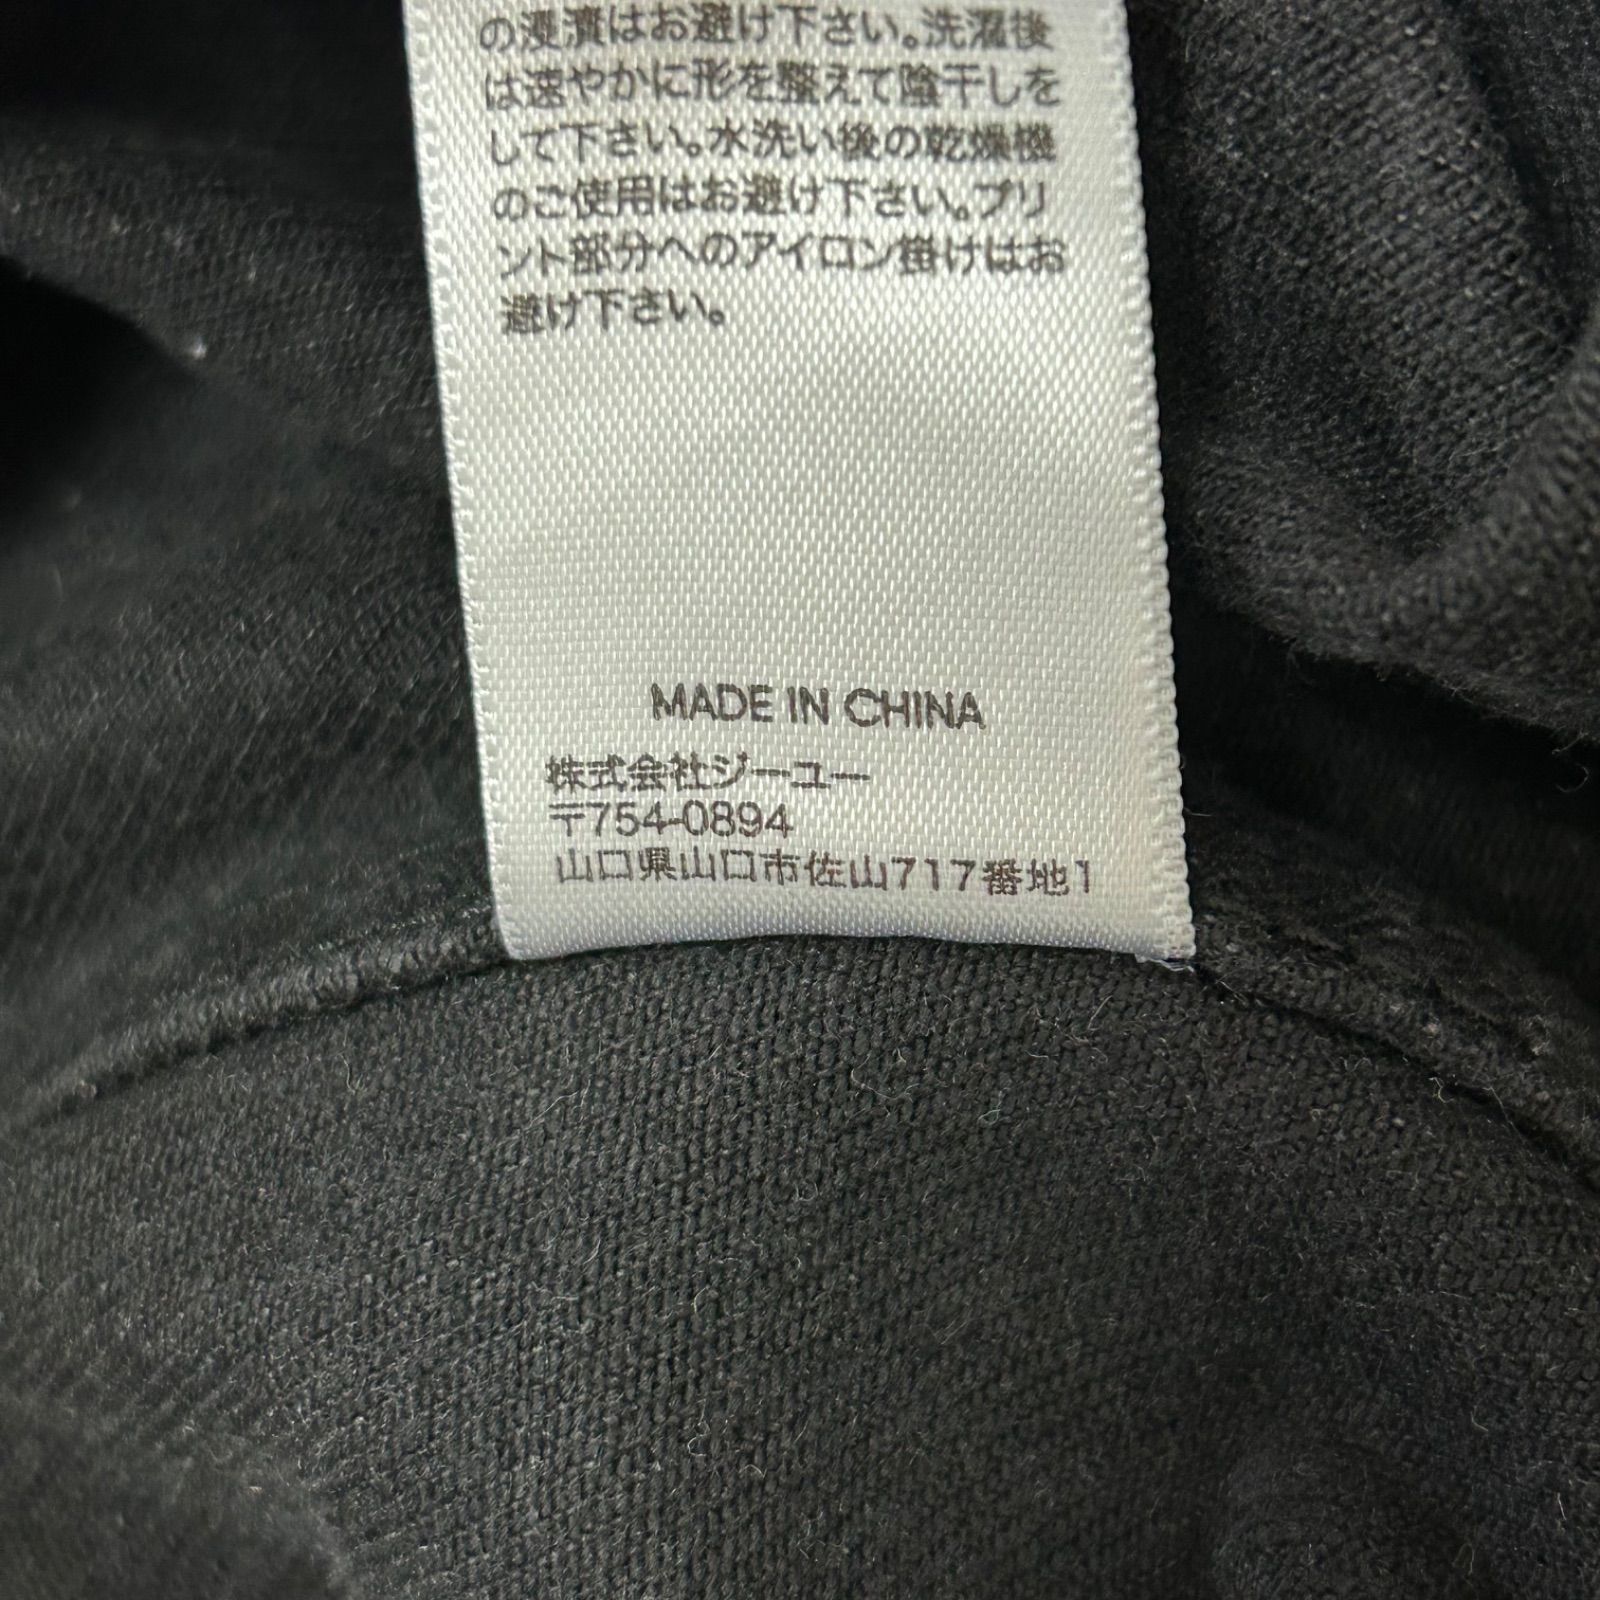 の浸漬はお避け下さい。洗濯後
は速やかに形を整えて陰干しを
して下さい。水洗い後の乾燥機
のご使用はお避け下さい。プリ
ント部分へのアイロン掛けはお
避け下さい。
MADE IN CHINA
株式会社ジーユー
〒754-0894
山口県山口市佐山717番地1